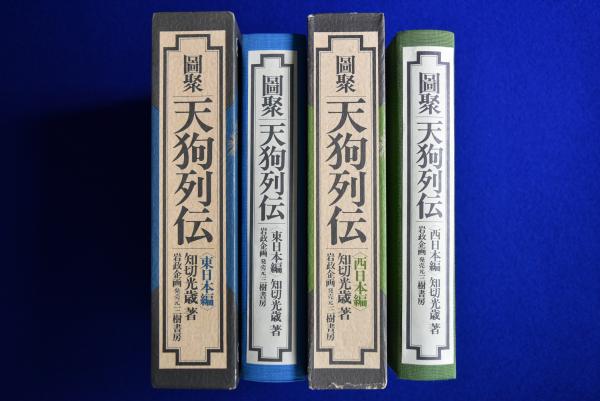 圖聚
天狗列伝
〈東日本編〉
知切光歳 著
岩政企画 発売元 三樹書房
圖聚
天狗列伝
〈東日本編〉
知切光歳 著
岩政企画 発売元 三樹書房
圖聚
天狗列伝
〈西日本編〉
知切光歳 著
岩政企画 発売元 三樹書房
圖聚
天狗列伝
〈西日本編〉
知切光歳 著
岩政企画 発売元 三樹書房